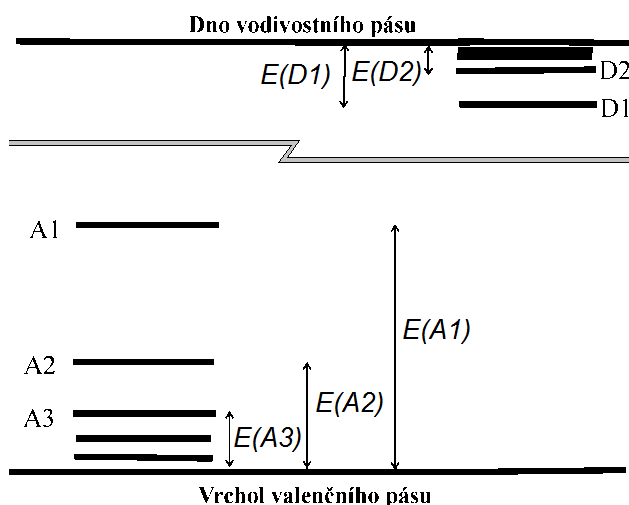 Dno vodivostního pásu
E(D1)
E(D2)
D2
D1
A1
E(A1)
A2
E(A2)
A3
E(A3)
Vrchol valenčního pásu